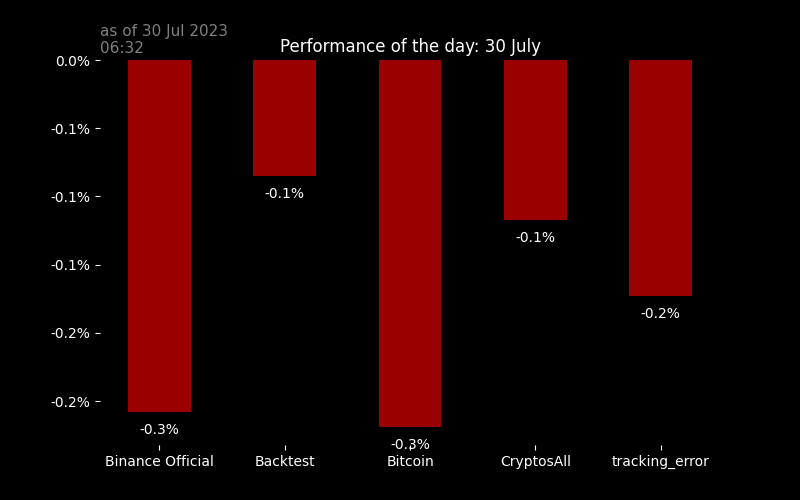 as of 30 Jul 2023
06:32
Performance of the day: 30 July
0.0%
-0.1%
-0.1%
-0.1%
-0.2%
-0.2%
-0.3%
-0.1%
-0.3%
-0.1%
-0.2%
Binance Official
Backtest
Bitcoin
CryptosAll
tracking_error